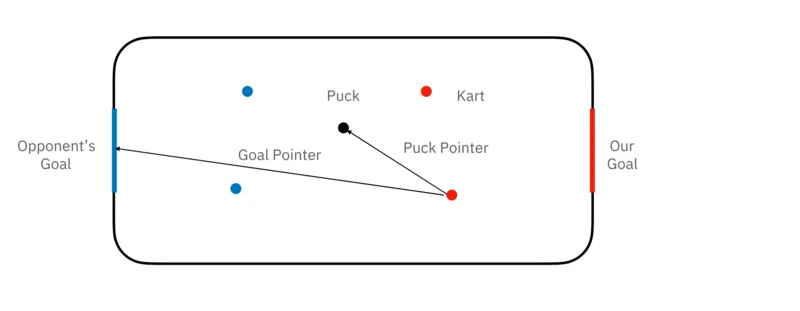 Puck
Kart
Opponent's
Goal
Goal Pointer
Puck Pointer
Our
Goal